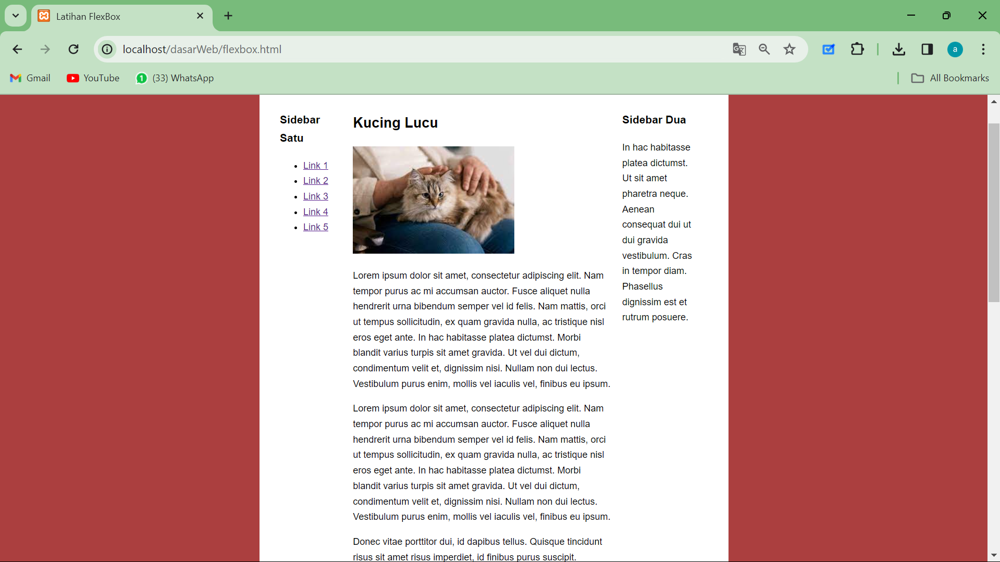 Latihan FlexBox
localhost/dasarWeb/flexbox.html
a
Gmail
YouTube
1
(33) WhatsApp
All Bookmarks
Sidebar
Satu
Link 1
Link 2
Link 3
Link 4
Link 5
Kucing Lucu
Lorem ipsum dolor sit amet, consectetur adipiscing elit. Nam
tempor purus ac mi accumsan auctor. Fusce aliquet nulla
hendrerit urna bibendum semper vel id felis. Nam mattis, orci
ut tempus sollicitudin, ex quam gravida nulla, ac tristique nisl
eros eget ante. In hac habitasse platea dictumst. Morbi
blandit varius turpis sit amet gravida. Ut vel dui dictum,
condimentum velit et, dignissim nisi. Nullam non dui lectus.
Vestibulum purus enim, mollis vel iaculis vel, finibus eu ipsum.
Lorem ipsum dolor sit amet, consectetur adipiscing elit. Nam
tempor purus ac mi accumsan auctor. Fusce aliquet nulla
hendrerit urna bibendum semper vel id felis. Nam mattis, orci
ut tempus sollicitudin, ex quam gravida nulla, ac tristique nisl
eros eget ante. In hac habitasse platea dictumst. Morbi
blandit varius turpis sit amet gravida. Ut vel dui dictum,
condimentum velit et, dignissim nisi. Nullam non dui lectus.
Vestibulum purus enim, mollis vel iaculis vel, finibus eu ipsum.
Donec vitae porttitor dui, id dapibus tellus. Quisque tincidunt
risus sit amet risus imperdiet, id finibus purus suscipit.
Sidebar Dua
In hac habitasse
platea dictumst.
Ut sit amet
pharetra neque.
Aenean
consequat dui ut
dui gravida
vestibulum. Cras
in tempor diam.
Phasellus
dignissim est et
rutrum posuere.